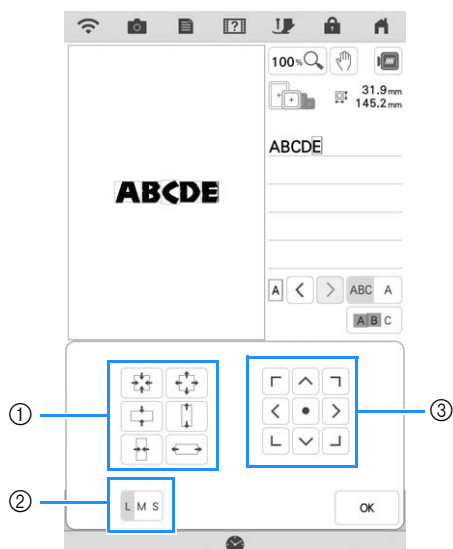 100%
31.9mm
145.2mm
ABCDE
ABCDE
A ABC A
A B C
①
③
②
L M S
OK